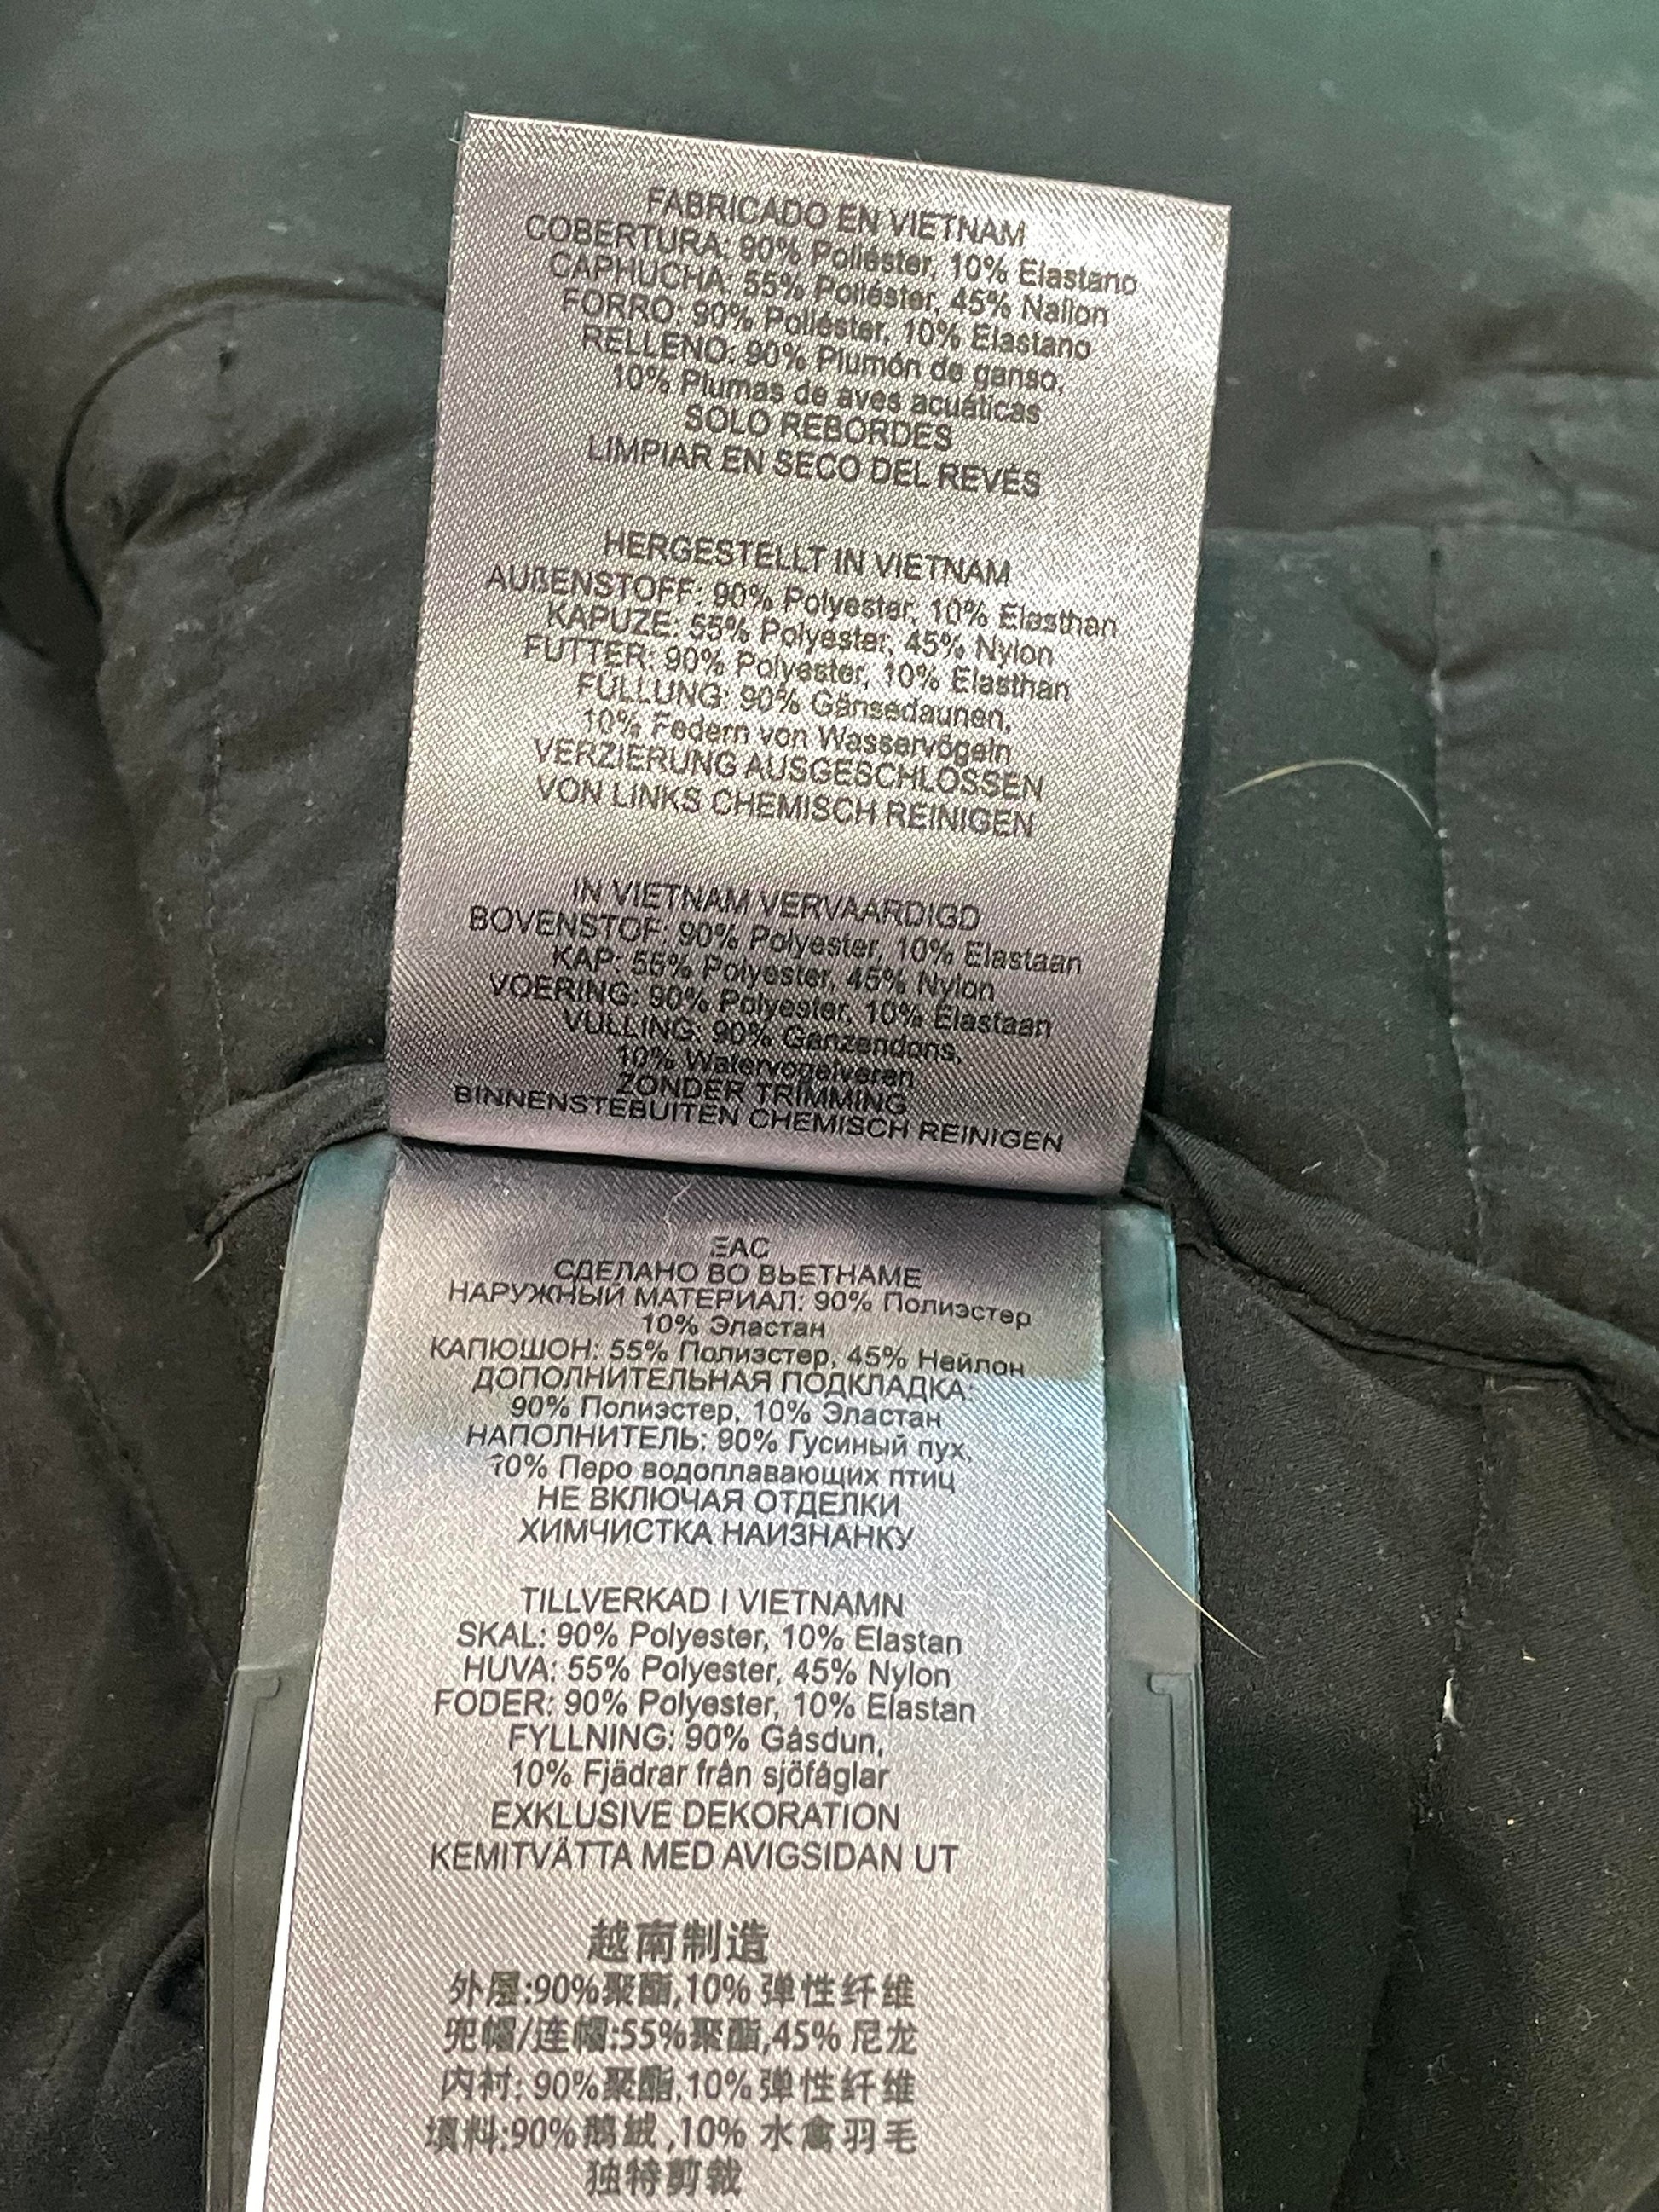 FABRICADO EN VIETNAM
COBERTURA: 90% Poliéster, 10% Elastano
CAPHUCHA: 55% Poliéster, 45% Nailon
FORRO: 90% Poliéster, 10% Elastano
RELLENO: 90% Plumón de ganso,
10% Plumas de aves acuáticas
SOLO REBORDES
LIMPIAR EN SECO DEL REVÉS
HERGESTELLT IN VIETNAM
AUßENSTOFF: 90% Polyester, 10% Elasthan
KAPUZE: 55% Polyester, 45% Nylon
FUTTER: 90% Polyester, 10% Elasthan
FÜLLUNG: 90% Gänsedaunen,
10% Federn von Wasservögeln
VERZIERUNG AUSGESCHLOSSEN
VON LINKS CHEMISCH REINIGEN
IN VIETNAM VERVAARDIGD
BOVENSTOF: 90% Polyester, 10% Elastaan
KAP: 55% Polyester, 45% Nylon
VOERING: 90% Polyester, 10% Elastaan
VULLING: 90% Ganzendons,
10% Watervogelveren
ZONDER TRIMMING
BINNENSTEBUITEN CHEMISCH REINIGEN
EAC
СДЕЛАНО ВО ВЬЕТНАМЕ
НАРУЖНЫЙ МАТЕРИАЛ: 90% Полиэстер
10% Эластан
КАПЮШОН: 55% Полиэстер, 45% Нейлон
ДОПОЛНИТЕЛЬНАЯ ПОДКЛАДКА:
90% Полиэстер, 10% Эластан
НАПОЛНИТЕЛЬ: 90% Гусиный пух,
10% Перо водоплавающих птиц
НЕ ВКЛЮЧАЯ ОТДЕЛКИ
ХИМЧИСТКА НАИЗНАНКУ
TILLVERKAD I VIETNAMN
SKAL: 90% Polyester, 10% Elastan
HUVA: 55% Polyester, 45% Nylon
FODER: 90% Polyester, 10% Elastan
FYLLNING: 90% Gåsdun,
10% Fjädrar från sjöfåglar
EXKLUSIVE DEKORATION
KEMITVÄTTA MED AVIGSIDAN UT
越南制造
外层:90%聚酯,10% 弹性纤维
兜帽/连帽:55%聚酯,45% 尼龙
内衬: 90%聚酯,10%弹性纤维
填料:90%鹅绒,10% 水禽羽毛
独特剪裁